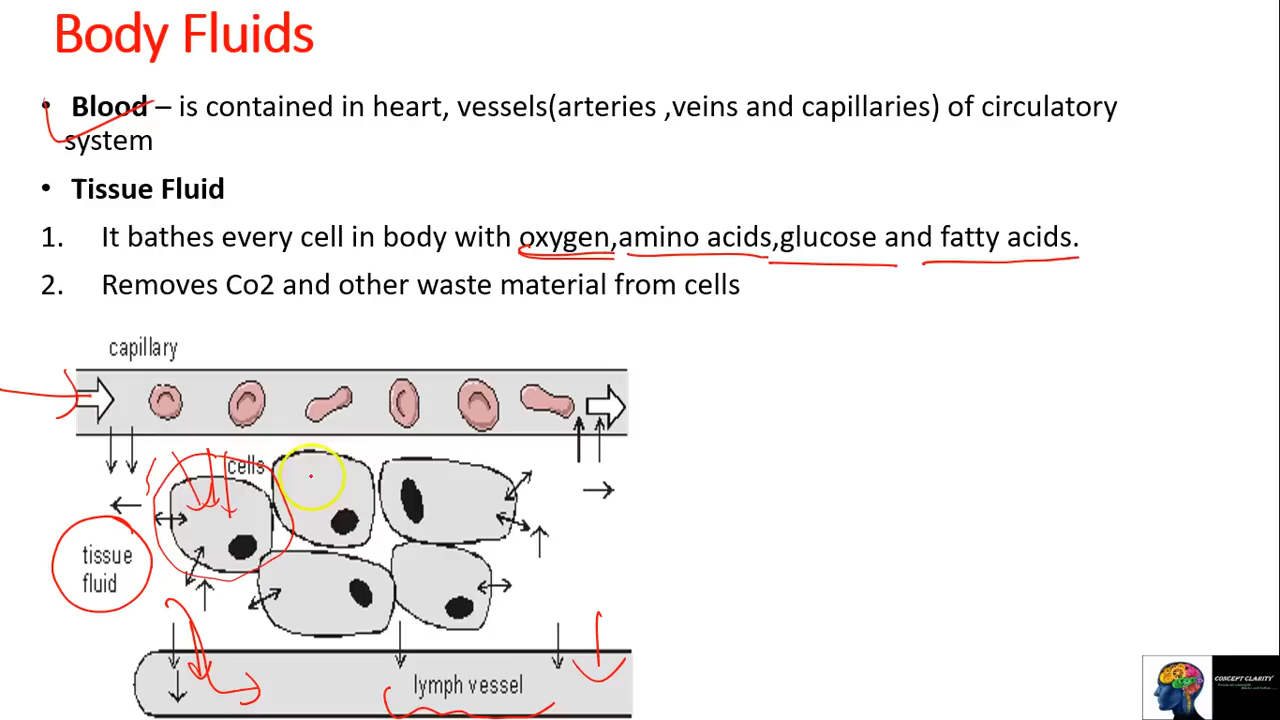 Body Fluids
• Blood – is contained in heart, vessels(arteries ,veins and capillaries) of circulatory
system
• Tissue Fluid
1. It bathes every cell in body with oxygen,amino acids,glucose and fatty acids.
2. Removes Co2 and other waste material from cells
capillary
cells
tissue
fluid
lymph vessel
CONCEPT CLARITY